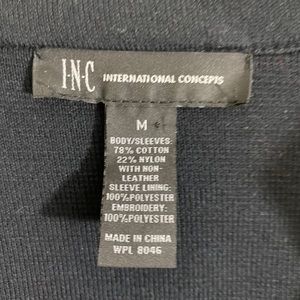 I·N·C INTERNATIONAL CONCEPTS
M
BODY/SLEEVES:
78% COTTON
22% NYLON
WITH NON-
LEATHER
SLEEVE LINING:
100%POLYESTER
EMBROIDERY:
100%POLYESTER
MADE IN CHINA
WPL 8046